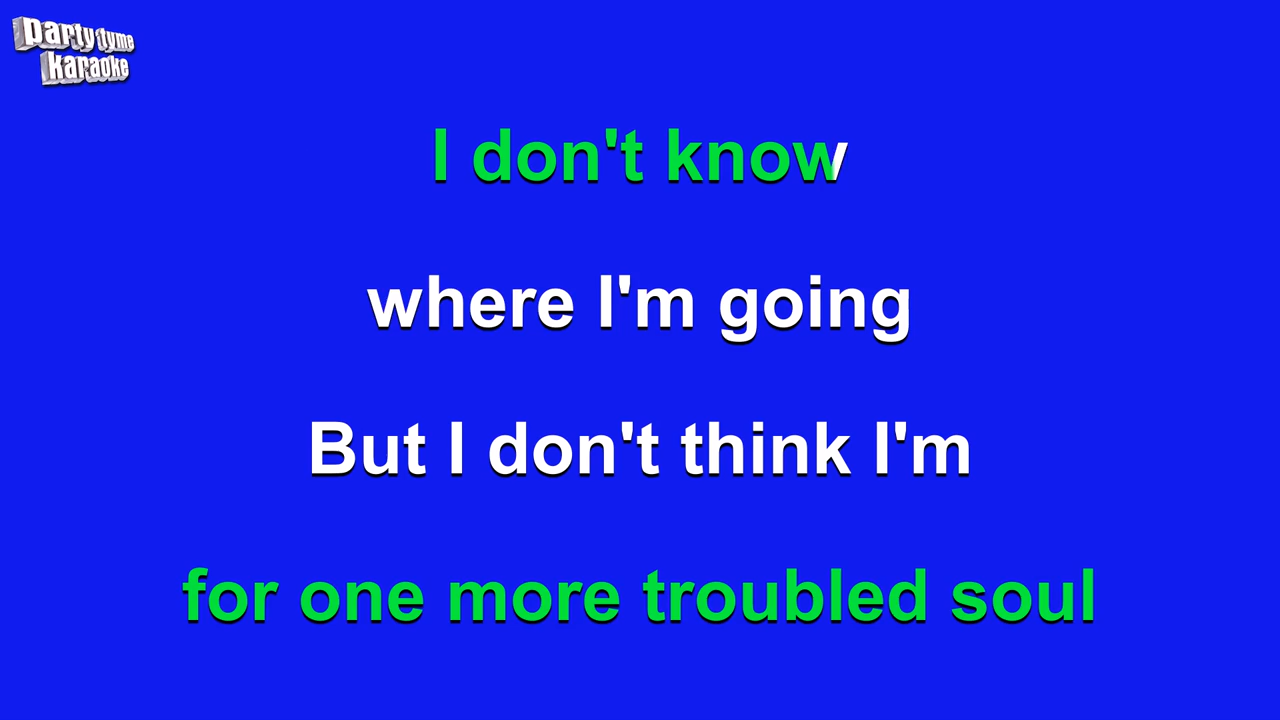 party tyme
karaoke
I don't know
where I'm going
But I don't think I'm
for one more troubled soul